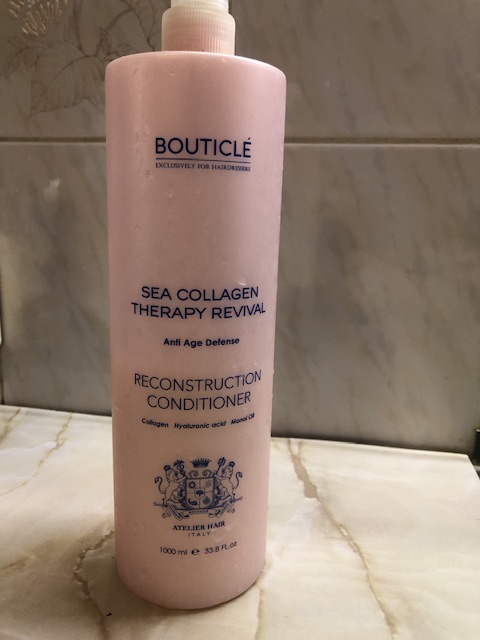 BOUTICLÉ
EXCLUSIVELY FOR HAIRDRESSERS
SEA COLLAGEN
THERAPY REVIVAL
Anti Age Defense
RECONSTRUCTION
CONDITIONER
Collagen Hyaluronic acid Monoi Oil
ATELIER HAIR
ITALY
1000 ml ℮ 33.8 FL.oz